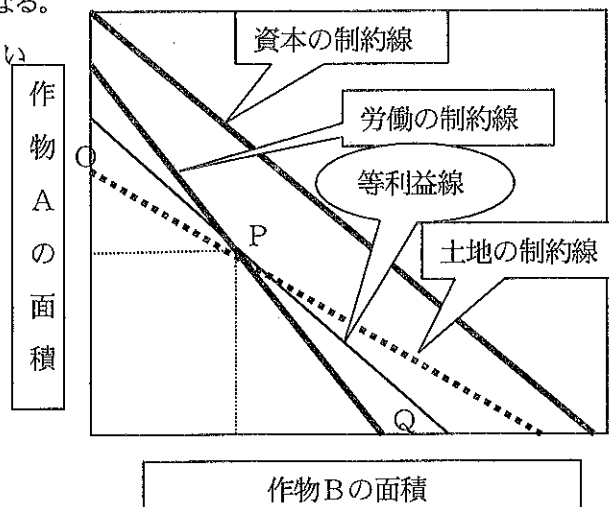 なる。
い
資本の制約線
労働の制約線
等利益線
土地の制約線
作物Aの面積
O
P
Q
作物Bの面積